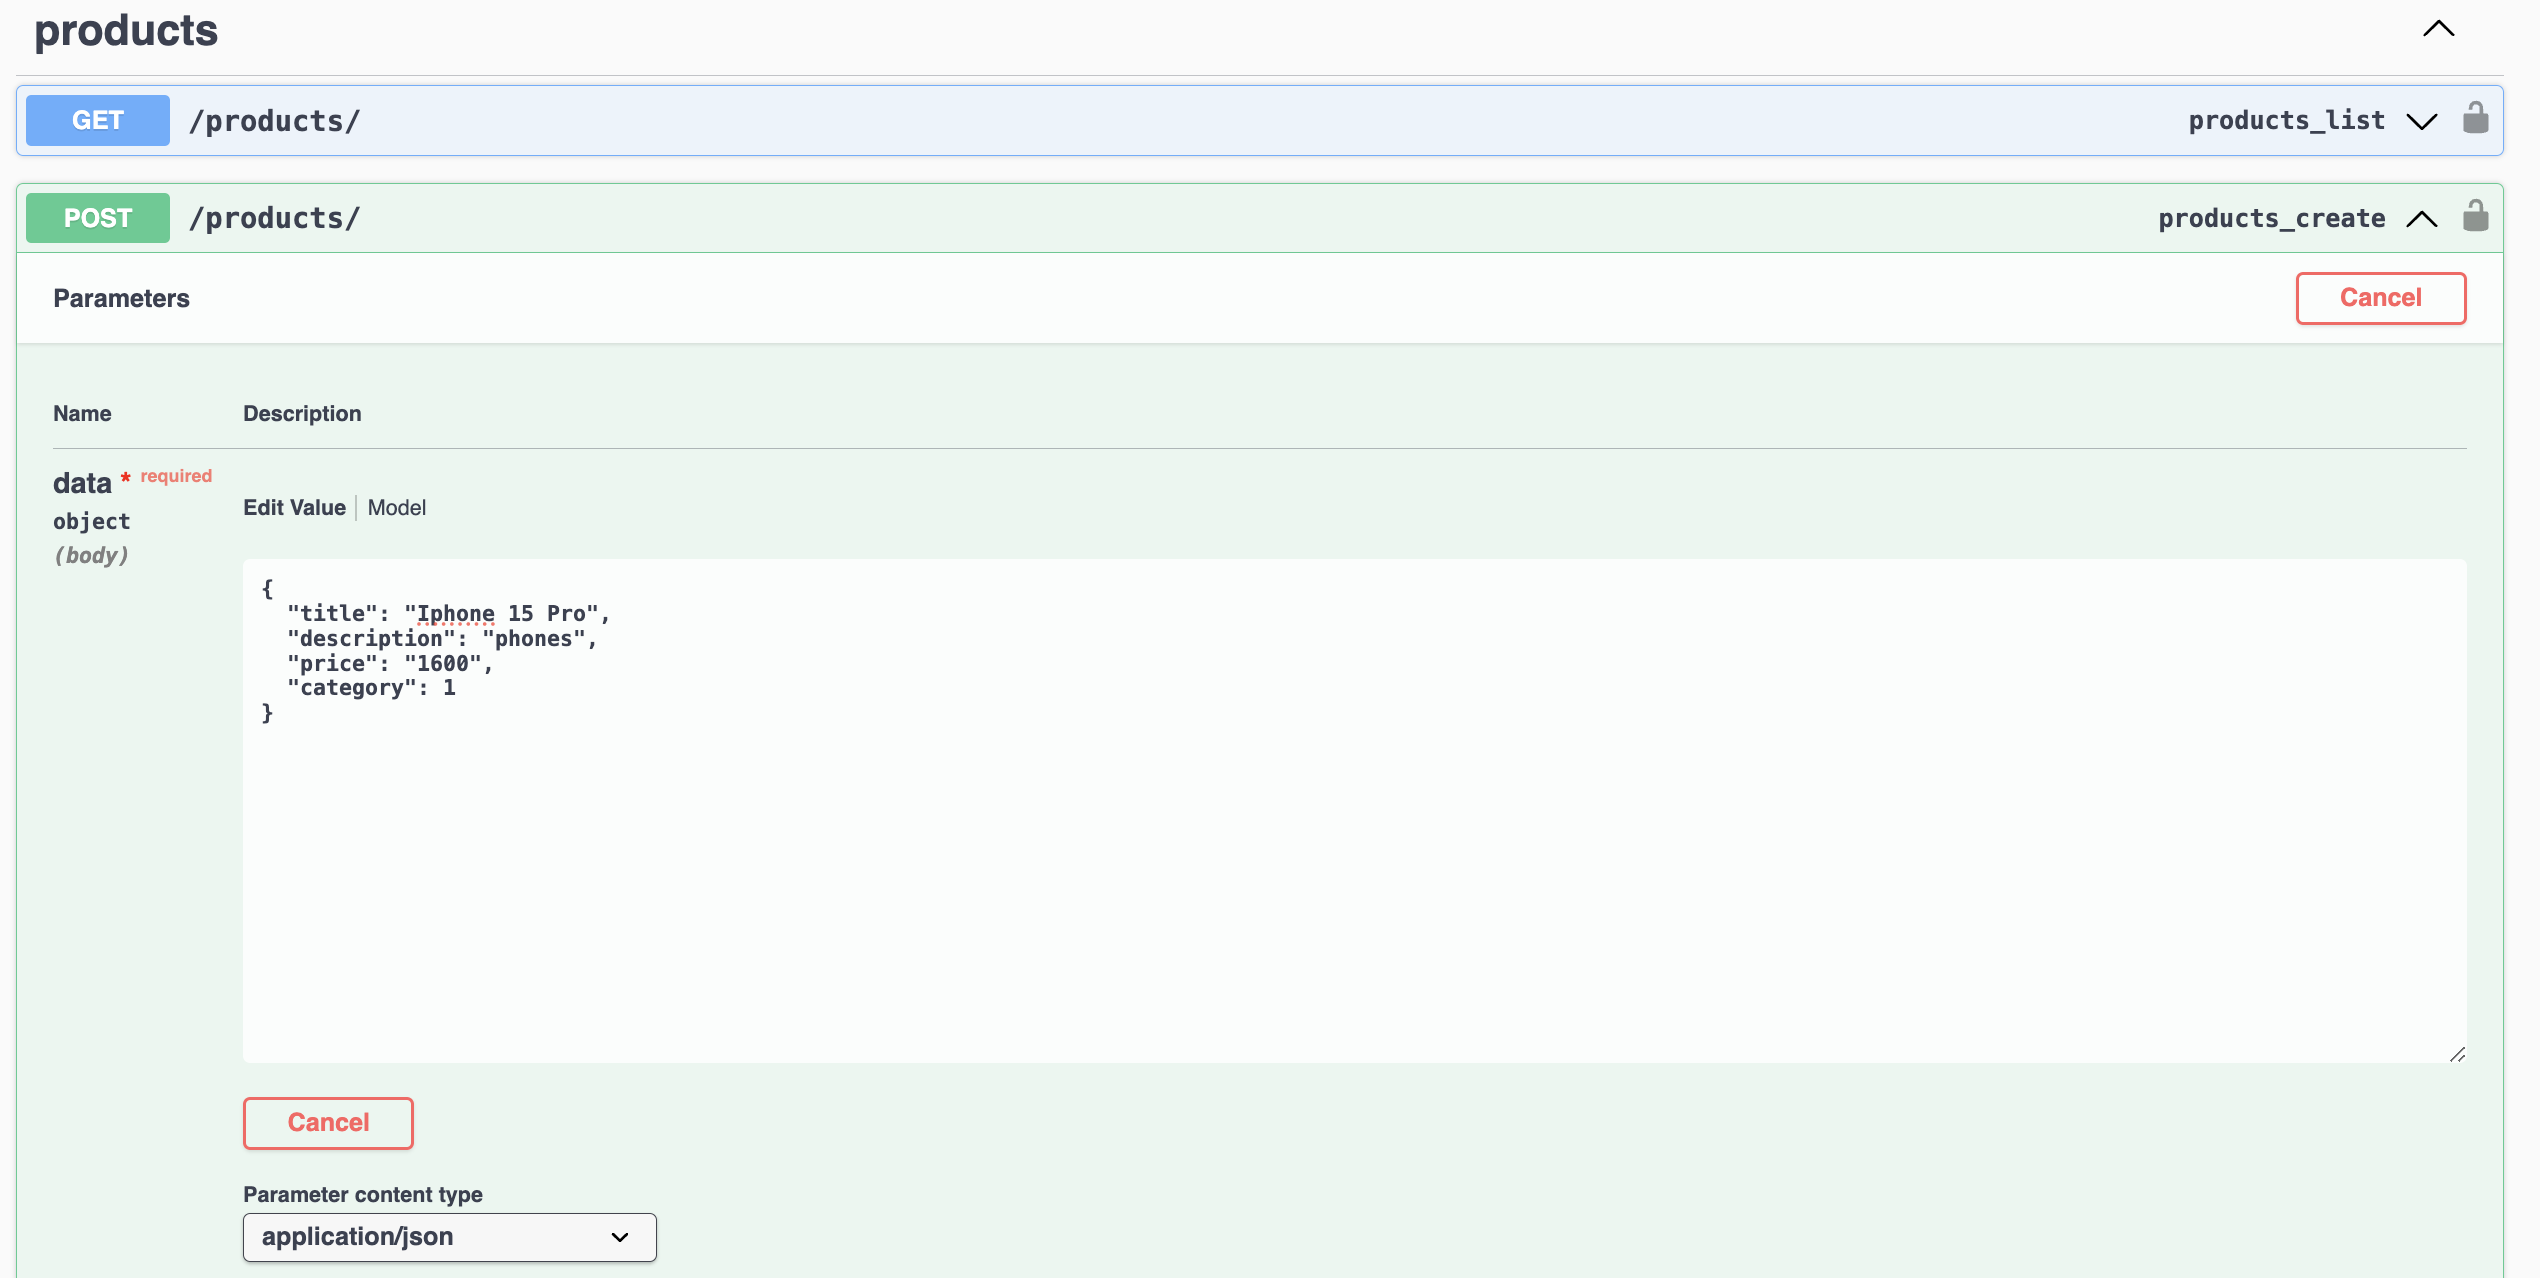 products
GET /products/ products_list
POST /products/ products_create
Parameters Cancel
Name Description
data * required
object
(body)
Edit Value Model
{
"title": "Iphone 15 Pro",
"description": "phones",
"price": "1600",
"category": 1
}
Cancel
Parameter content type
application/json